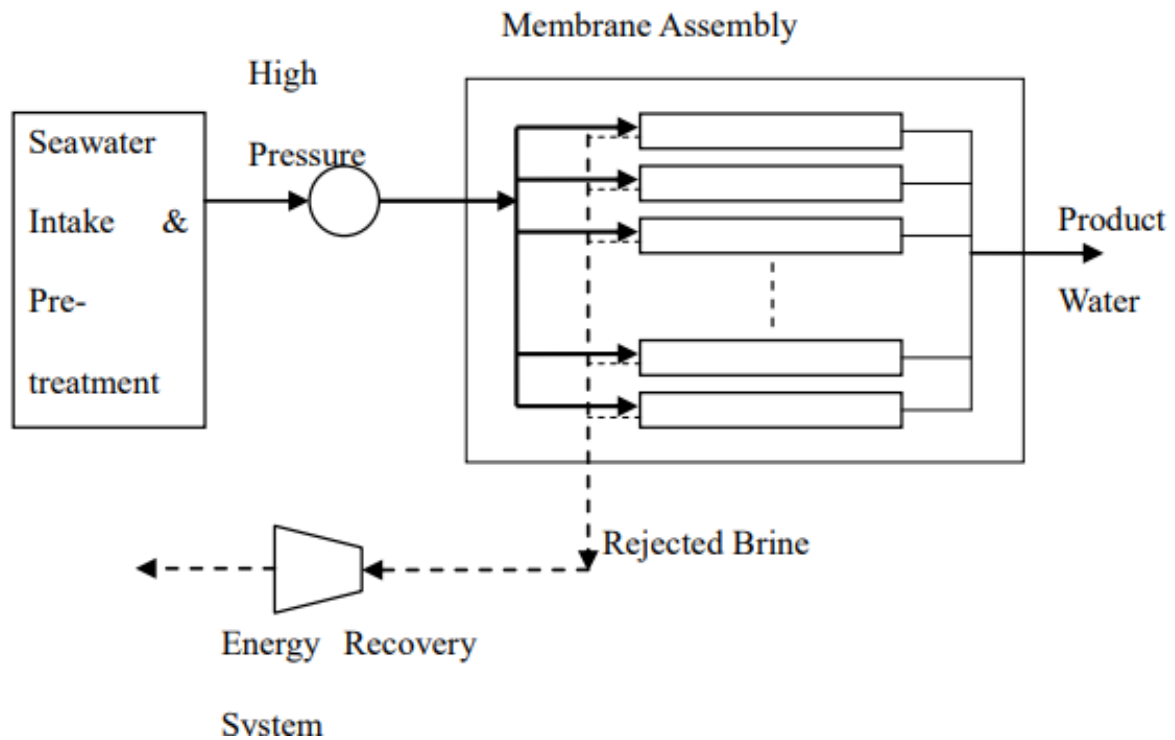 Membrane Assembly
High
Pressure
Seawater
Intake &
Pre-
treatment
Product
Water
Rejected Brine
Energy Recovery
System